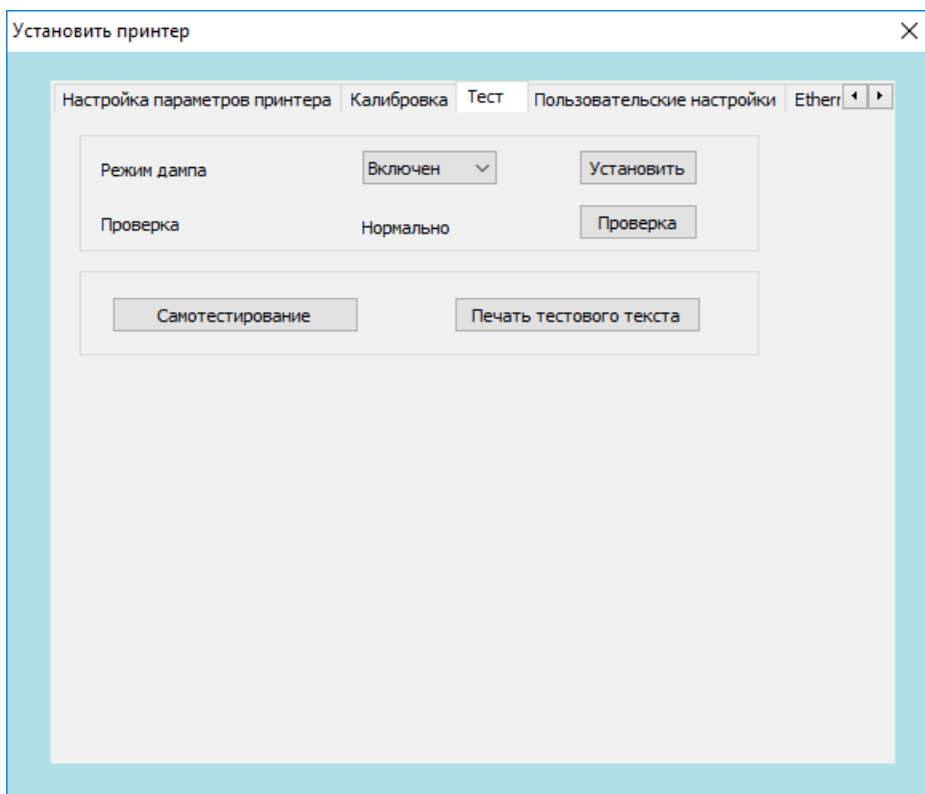 Установить принтер
Настройка параметров принтера Калибровка Тест Пользовательские настройки
Режим дампа Включен Установить
Проверка Нормально Проверка
Самотестирование Печать тестового текста